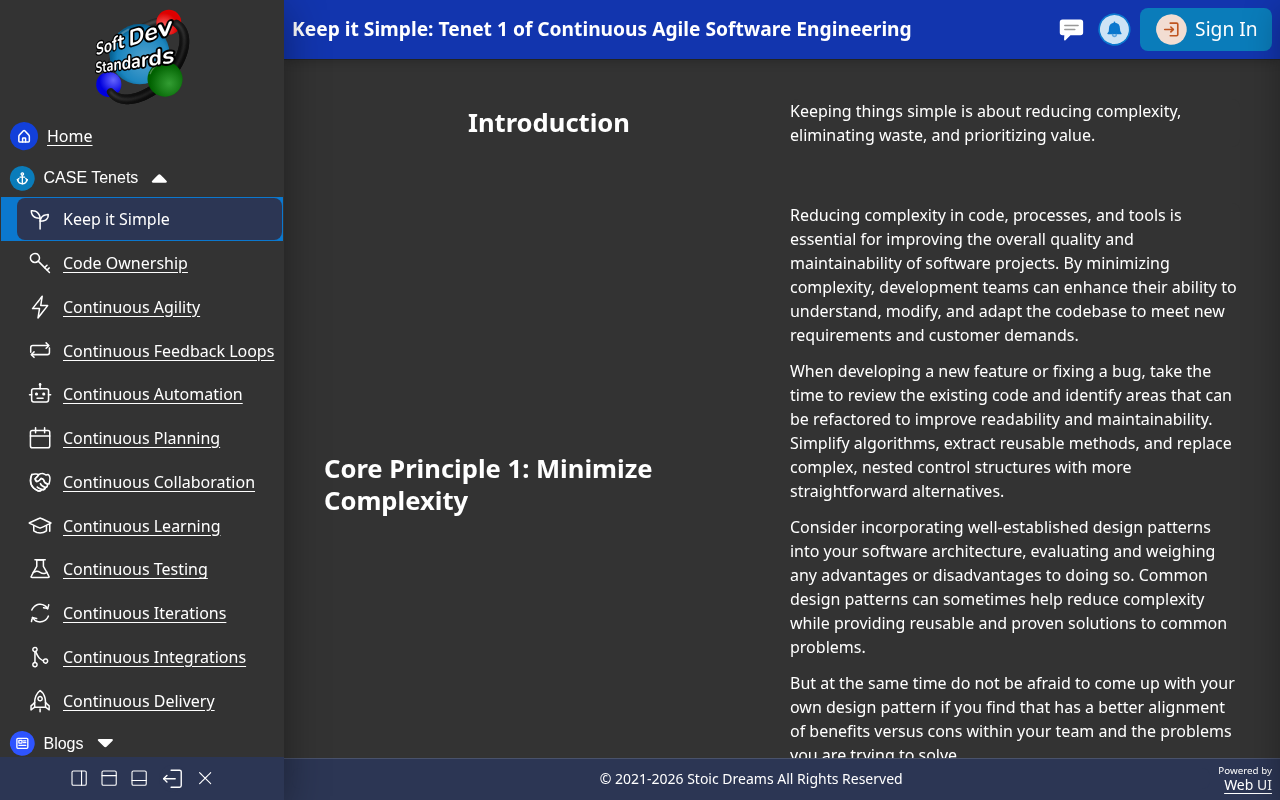 Soft Dev
Standards
Home
CASE Tenets
Keep it Simple
Code Ownership
Continuous Agility
Continuous Feedback Loops
Continuous Automation
Continuous Planning
Continuous Collaboration
Continuous Learning
Continuous Testing
Continuous Iterations
Continuous Integrations
Continuous Delivery
Blogs
Keep it Simple: Tenet 1 of Continuous Agile Software Engineering
Sign In
Introduction
Keeping things simple is about reducing complexity,
eliminating waste, and prioritizing value.
Core Principle 1: Minimize
Complexity
Reducing complexity in code, processes, and tools is
essential for improving the overall quality and
maintainability of software projects. By minimizing
complexity, development teams can enhance their ability to
understand, modify, and adapt the codebase to meet new
requirements and customer demands.
When developing a new feature or fixing a bug, take the
time to review the existing code and identify areas that can
be refactored to improve readability and maintainability.
Simplify algorithms, extract reusable methods, and replace
complex, nested control structures with more
straightforward alternatives.
Consider incorporating well-established design patterns
into your software architecture, evaluating and weighing
any advantages or disadvantages to doing so. Common
design patterns can sometimes help reduce complexity
while providing reusable and proven solutions to common
problems.
But at the same time do not be afraid to come up with your
own design pattern if you find that has a better alignment
of benefits versus cons within your team and the problems
you are trying to solve.
© 2021-2026 Stoic Dreams All Rights Reserved
Powered by
Web UI